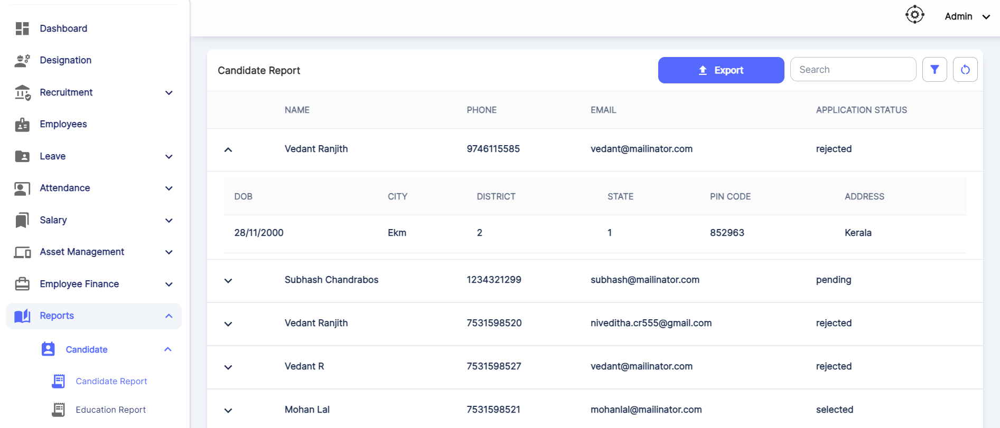 Dashboard
Designation
Recruitment
Employees
Leave
Attendance
Salary
Asset Management
Employee Finance
Reports
Candidate
Candidate Report
Education Report
Admin
Candidate Report
Export
Search
NAME PHONE EMAIL APPLICATION STATUS
Vedant Ranjith 9746115585 vedant@mailinator.com rejected
DOB CITY DISTRICT STATE PIN CODE ADDRESS
28/11/2000 Ekm 2 1 852963 Kerala
Subhash Chandrabos 1234321299 subhash@mailinator.com pending
Vedant Ranjith 7531598520 niveditha.cr555@gmail.com rejected
Vedant R 7531598527 vedant@mailinator.com rejected
Mohan Lal 7531598521 mohanlal@mailinator.com selected